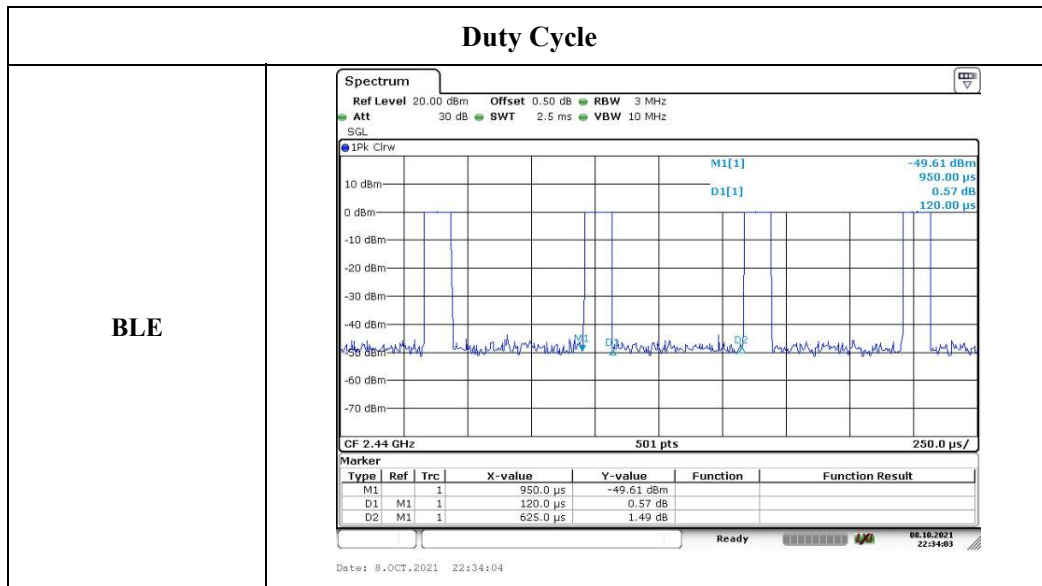 Duty Cycle
BLE
Spectrum
Ref Level 20.00 dBm Offset 0.50 dB RBW 3 MHz
Att 30 dB SWT 2.5 ms VBW 10 MHz
SGL
1Pk Clrw
M1[1] -49.61 dBm
950.00 µs
D1[1] 0.57 dB
120.00 µs
10 dBm
0 dBm
-10 dBm
-20 dBm
-30 dBm
-40 dBm
M1 D1 D2
-50 dBm
-60 dBm
-70 dBm
CF 2.44 GHz 501 pts 250.0 µs/
Marker
Type Ref Trc X-value Y-value Function Function Result
M1 1 950.0 µs -49.61 dBm
D1 M1 1 120.0 µs 0.57 dB
D2 M1 1 625.0 µs 1.49 dB
Ready LXI 08.10.2021
22:34:03
Date: 8.OCT.2021 22:34:04